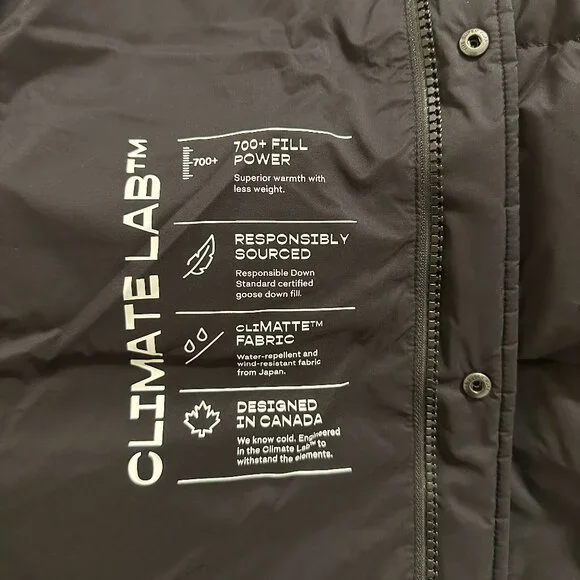 CLIMATE LAB™
700+
700+ FILL
POWER
Superior warmth with
less weight.
RESPONSIBLY
SOURCED
Responsible Down
Standard certified
goose down fill.
cLiMATTE™
FABRIC
Water-repellent and
wind-resistant fabric
from Japan.
DESIGNED
IN CANADA
We know cold. Engineered
in the Climate Lab™ to
withstand the elements.